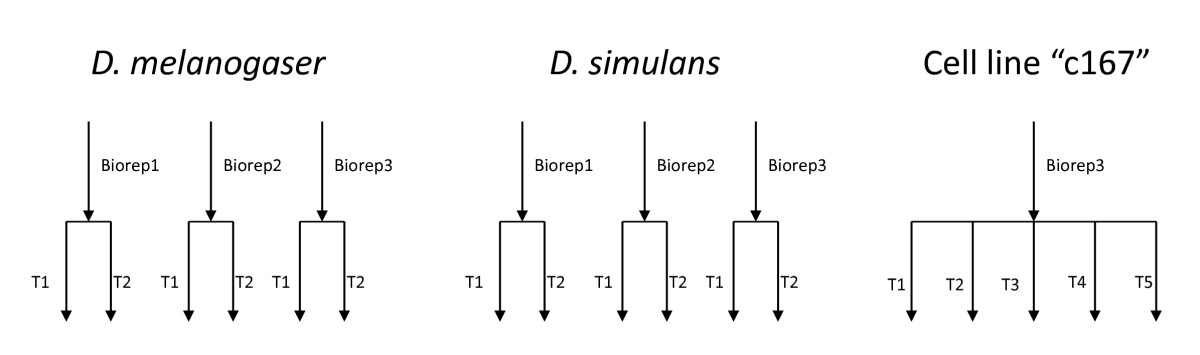 D. melanogaser
D. simulans
Cell line “c167”
Biorep1
Biorep2
Biorep3
Biorep1
Biorep2
Biorep3
Biorep3
T1
T2
T1
T2
T1
T2
T1
T2
T1
T2
T1
T2
T1
T2
T3
T4
T5